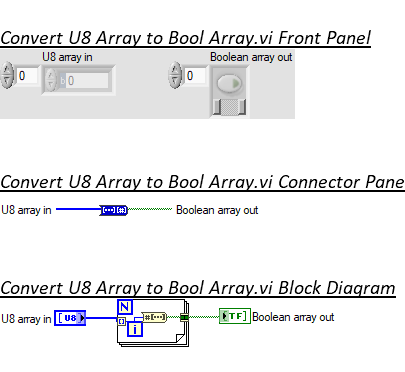 Convert U8 Array to Bool Array.vi Front Panel
U8 array in Boolean array out
0 0 0
Convert U8 Array to Bool Array.vi Connector Pane
U8 array in Boolean array out
Convert U8 Array to Bool Array.vi Block Diagram
N
U8 array in [U8] #[...] TF] Boolean array out
i